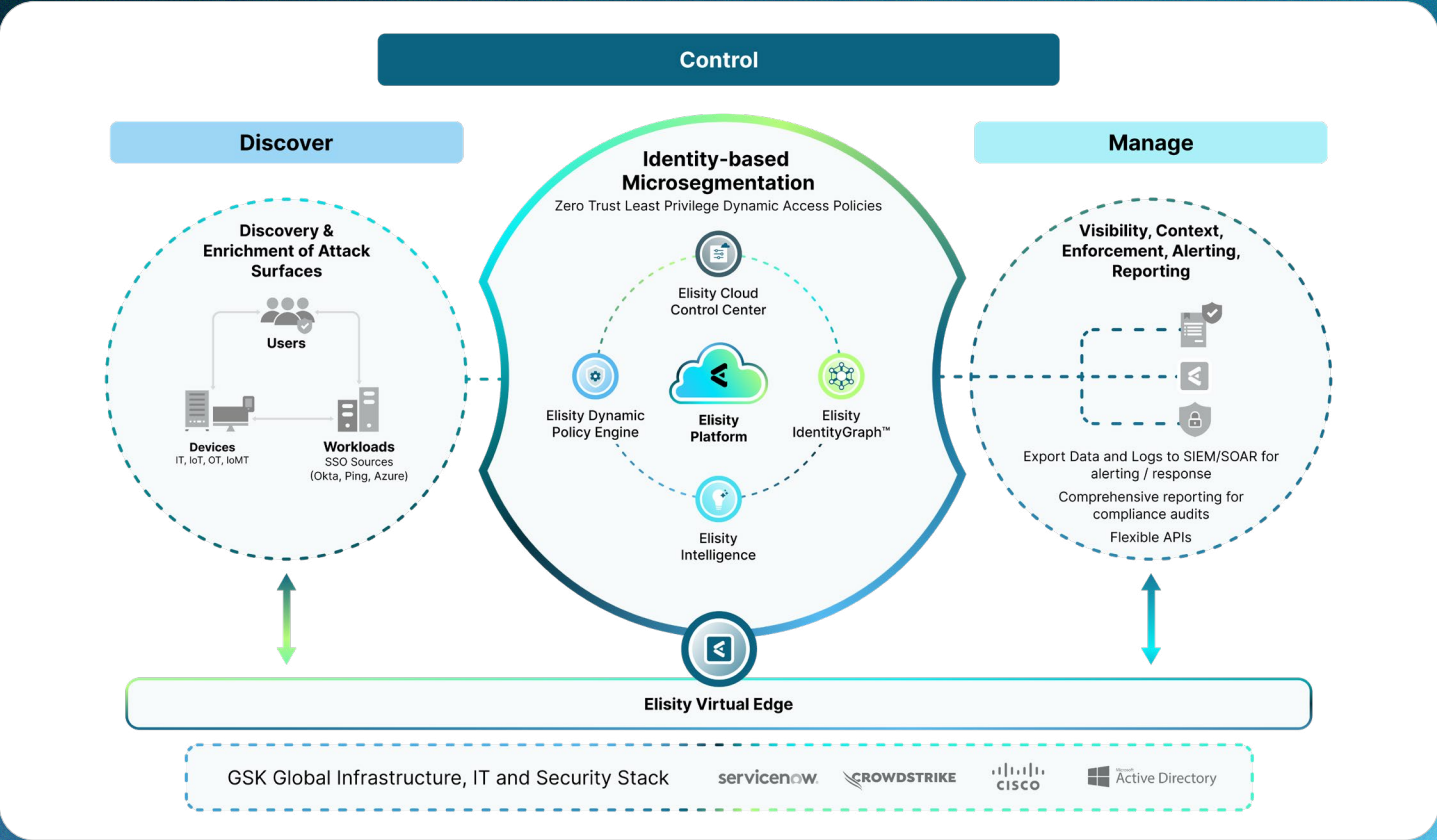 Control
Discover
Manage
Identity-based
Microsegmentation
Zero Trust Least Privilege Dynamic Access Policies
Discovery &
Enrichment of Attack
Surfaces
Users
Devices
IT, IoT, OT, IoMT
Workloads
SSO Sources
(Okta, Ping, Azure)
Elisity Cloud
Control Center
Elisity Dynamic
Policy Engine
Elisity
Platform
Elisity
IdentityGraph™
Elisity
Intelligence
Visibility, Context,
Enforcement, Alerting,
Reporting
Export Data and Logs to SIEM/SOAR for
alerting / response
Comprehensive reporting for
compliance audits
Flexible APIs
Elisity Virtual Edge
GSK Global Infrastructure, IT and Security Stack
servicenow.
CROWDSTRIKE
CISCO
Microsoft
Active Directory